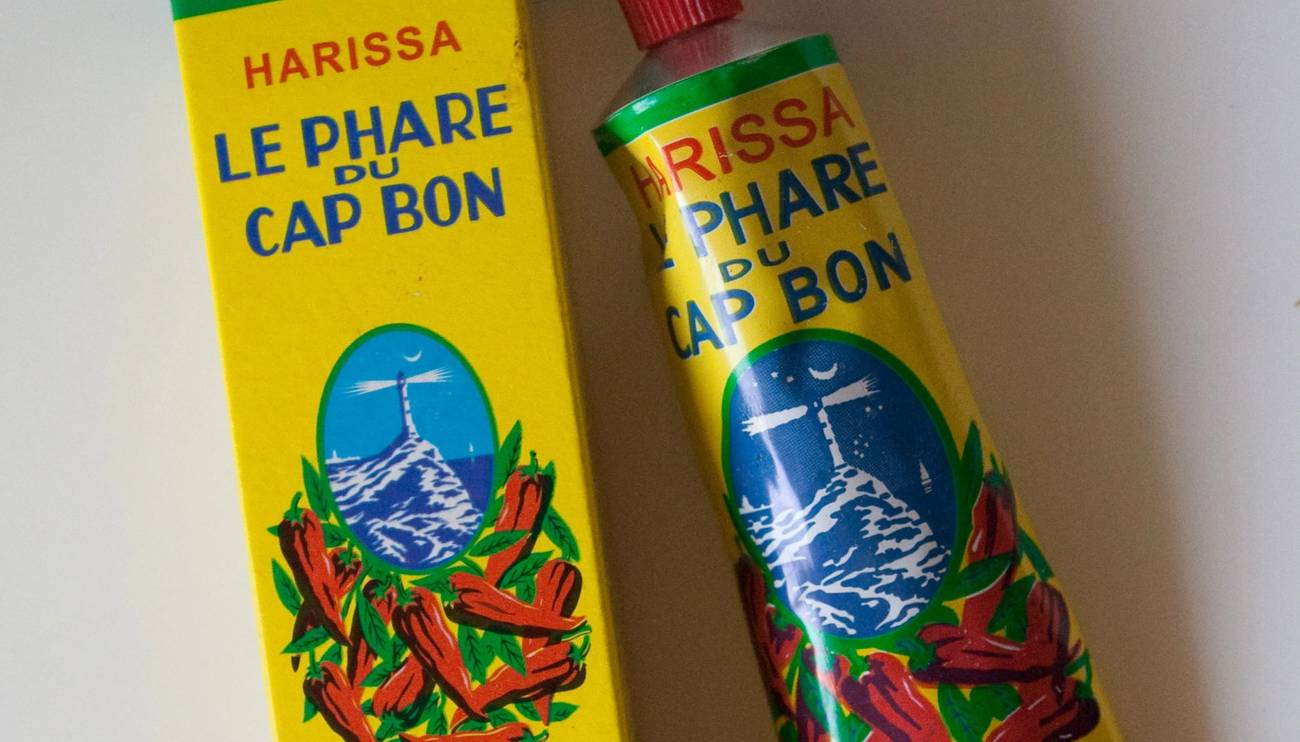 HARISSA
LE PHARE
DU
CAP BON
HARISSA
LE PHARE
DU
CAP BON